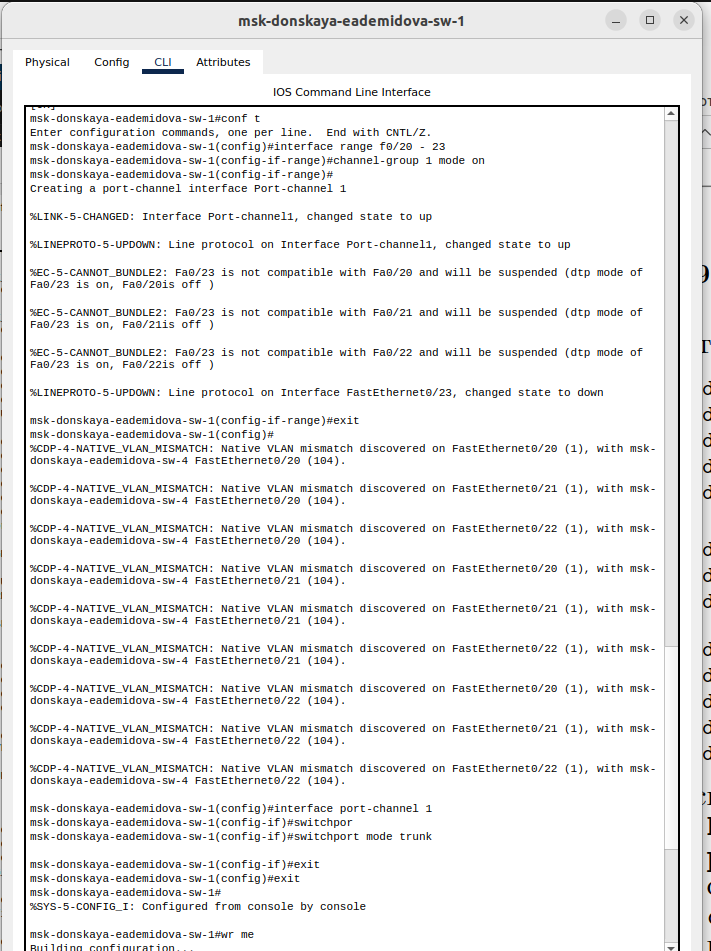 msk-donskaya-eademidova-sw-1
Physical Config CLI Attributes
IOS Command Line Interface
msk-donskaya-eademidova-sw-1#conf t
Enter configuration commands, one per line.  End with CNTL/Z.
msk-donskaya-eademidova-sw-1(config)#interface range f0/20 - 23
msk-donskaya-eademidova-sw-1(config-if-range)#channel-group 1 mode on
msk-donskaya-eademidova-sw-1(config-if-range)#
Creating a port-channel interface Port-channel 1
%LINK-5-CHANGED: Interface Port-channel1, changed state to up
%LINEPROTO-5-UPDOWN: Line protocol on Interface Port-channel1, changed state to up
%EC-5-CANNOT_BUNDLE2: Fa0/23 is not compatible with Fa0/20 and will be suspended (dtp mode of
Fa0/23 is on, Fa0/20is off )
%EC-5-CANNOT_BUNDLE2: Fa0/23 is not compatible with Fa0/21 and will be suspended (dtp mode of
Fa0/23 is on, Fa0/21is off )
%EC-5-CANNOT_BUNDLE2: Fa0/23 is not compatible with Fa0/22 and will be suspended (dtp mode of
Fa0/23 is on, Fa0/22is off )
%LINEPROTO-5-UPDOWN: Line protocol on Interface FastEthernet0/23, changed state to down
msk-donskaya-eademidova-sw-1(config-if-range)#exit
msk-donskaya-eademidova-sw-1(config)#
%CDP-4-NATIVE_VLAN_MISMATCH: Native VLAN mismatch discovered on FastEthernet0/20 (1), with msk-
donskaya-eademidova-sw-4 FastEthernet0/20 (104).
%CDP-4-NATIVE_VLAN_MISMATCH: Native VLAN mismatch discovered on FastEthernet0/21 (1), with msk-
donskaya-eademidova-sw-4 FastEthernet0/20 (104).
%CDP-4-NATIVE_VLAN_MISMATCH: Native VLAN mismatch discovered on FastEthernet0/22 (1), with msk-
donskaya-eademidova-sw-4 FastEthernet0/20 (104).
%CDP-4-NATIVE_VLAN_MISMATCH: Native VLAN mismatch discovered on FastEthernet0/20 (1), with msk-
donskaya-eademidova-sw-4 FastEthernet0/21 (104).
%CDP-4-NATIVE_VLAN_MISMATCH: Native VLAN mismatch discovered on FastEthernet0/21 (1), with msk-
donskaya-eademidova-sw-4 FastEthernet0/21 (104).
%CDP-4-NATIVE_VLAN_MISMATCH: Native VLAN mismatch discovered on FastEthernet0/22 (1), with msk-
donskaya-eademidova-sw-4 FastEthernet0/21 (104).
%CDP-4-NATIVE_VLAN_MISMATCH: Native VLAN mismatch discovered on FastEthernet0/20 (1), with msk-
donskaya-eademidova-sw-4 FastEthernet0/22 (104).
%CDP-4-NATIVE_VLAN_MISMATCH: Native VLAN mismatch discovered on FastEthernet0/21 (1), with msk-
donskaya-eademidova-sw-4 FastEthernet0/22 (104).
%CDP-4-NATIVE_VLAN_MISMATCH: Native VLAN mismatch discovered on FastEthernet0/22 (1), with msk-
donskaya-eademidova-sw-4 FastEthernet0/22 (104).
msk-donskaya-eademidova-sw-1(config)#interface port-channel 1
msk-donskaya-eademidova-sw-1(config-if)#switchpor
msk-donskaya-eademidova-sw-1(config-if)#switchport mode trunk
msk-donskaya-eademidova-sw-1(config-if)#exit
msk-donskaya-eademidova-sw-1(config)#exit
msk-donskaya-eademidova-sw-1#
%SYS-5-CONFIG_I: Configured from console by console
msk-donskaya-eademidova-sw-1#wr me
Building configuration...